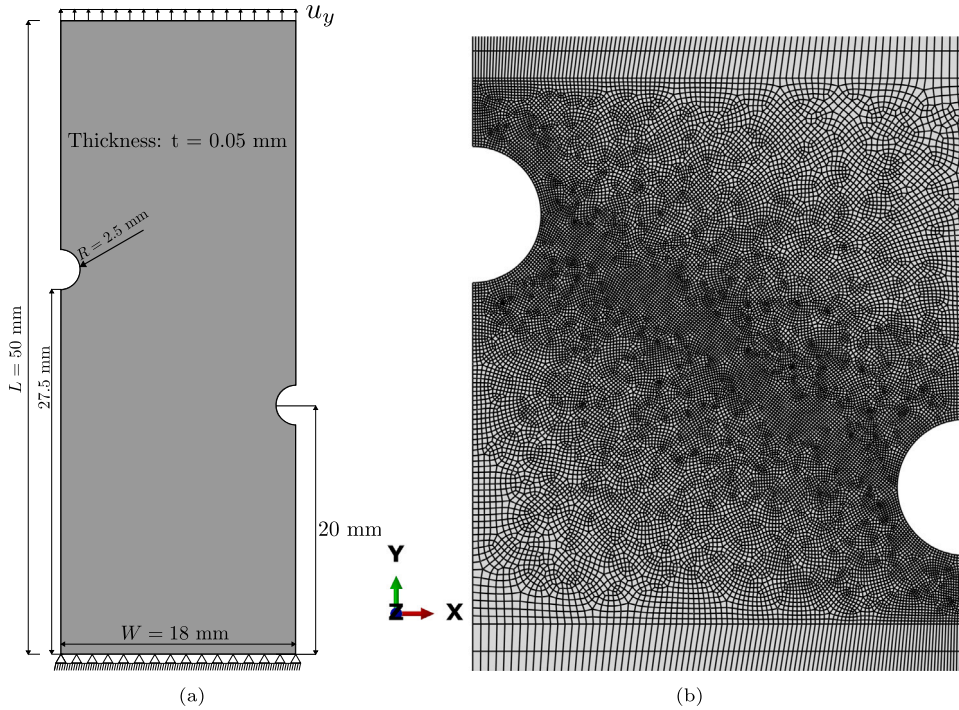 u_y
Thickness: t = 0.05 mm
R = 2.5 mm
L = 50 mm
27.5 mm
20 mm
W = 18 mm
Y
Z
X
(a)
(b)